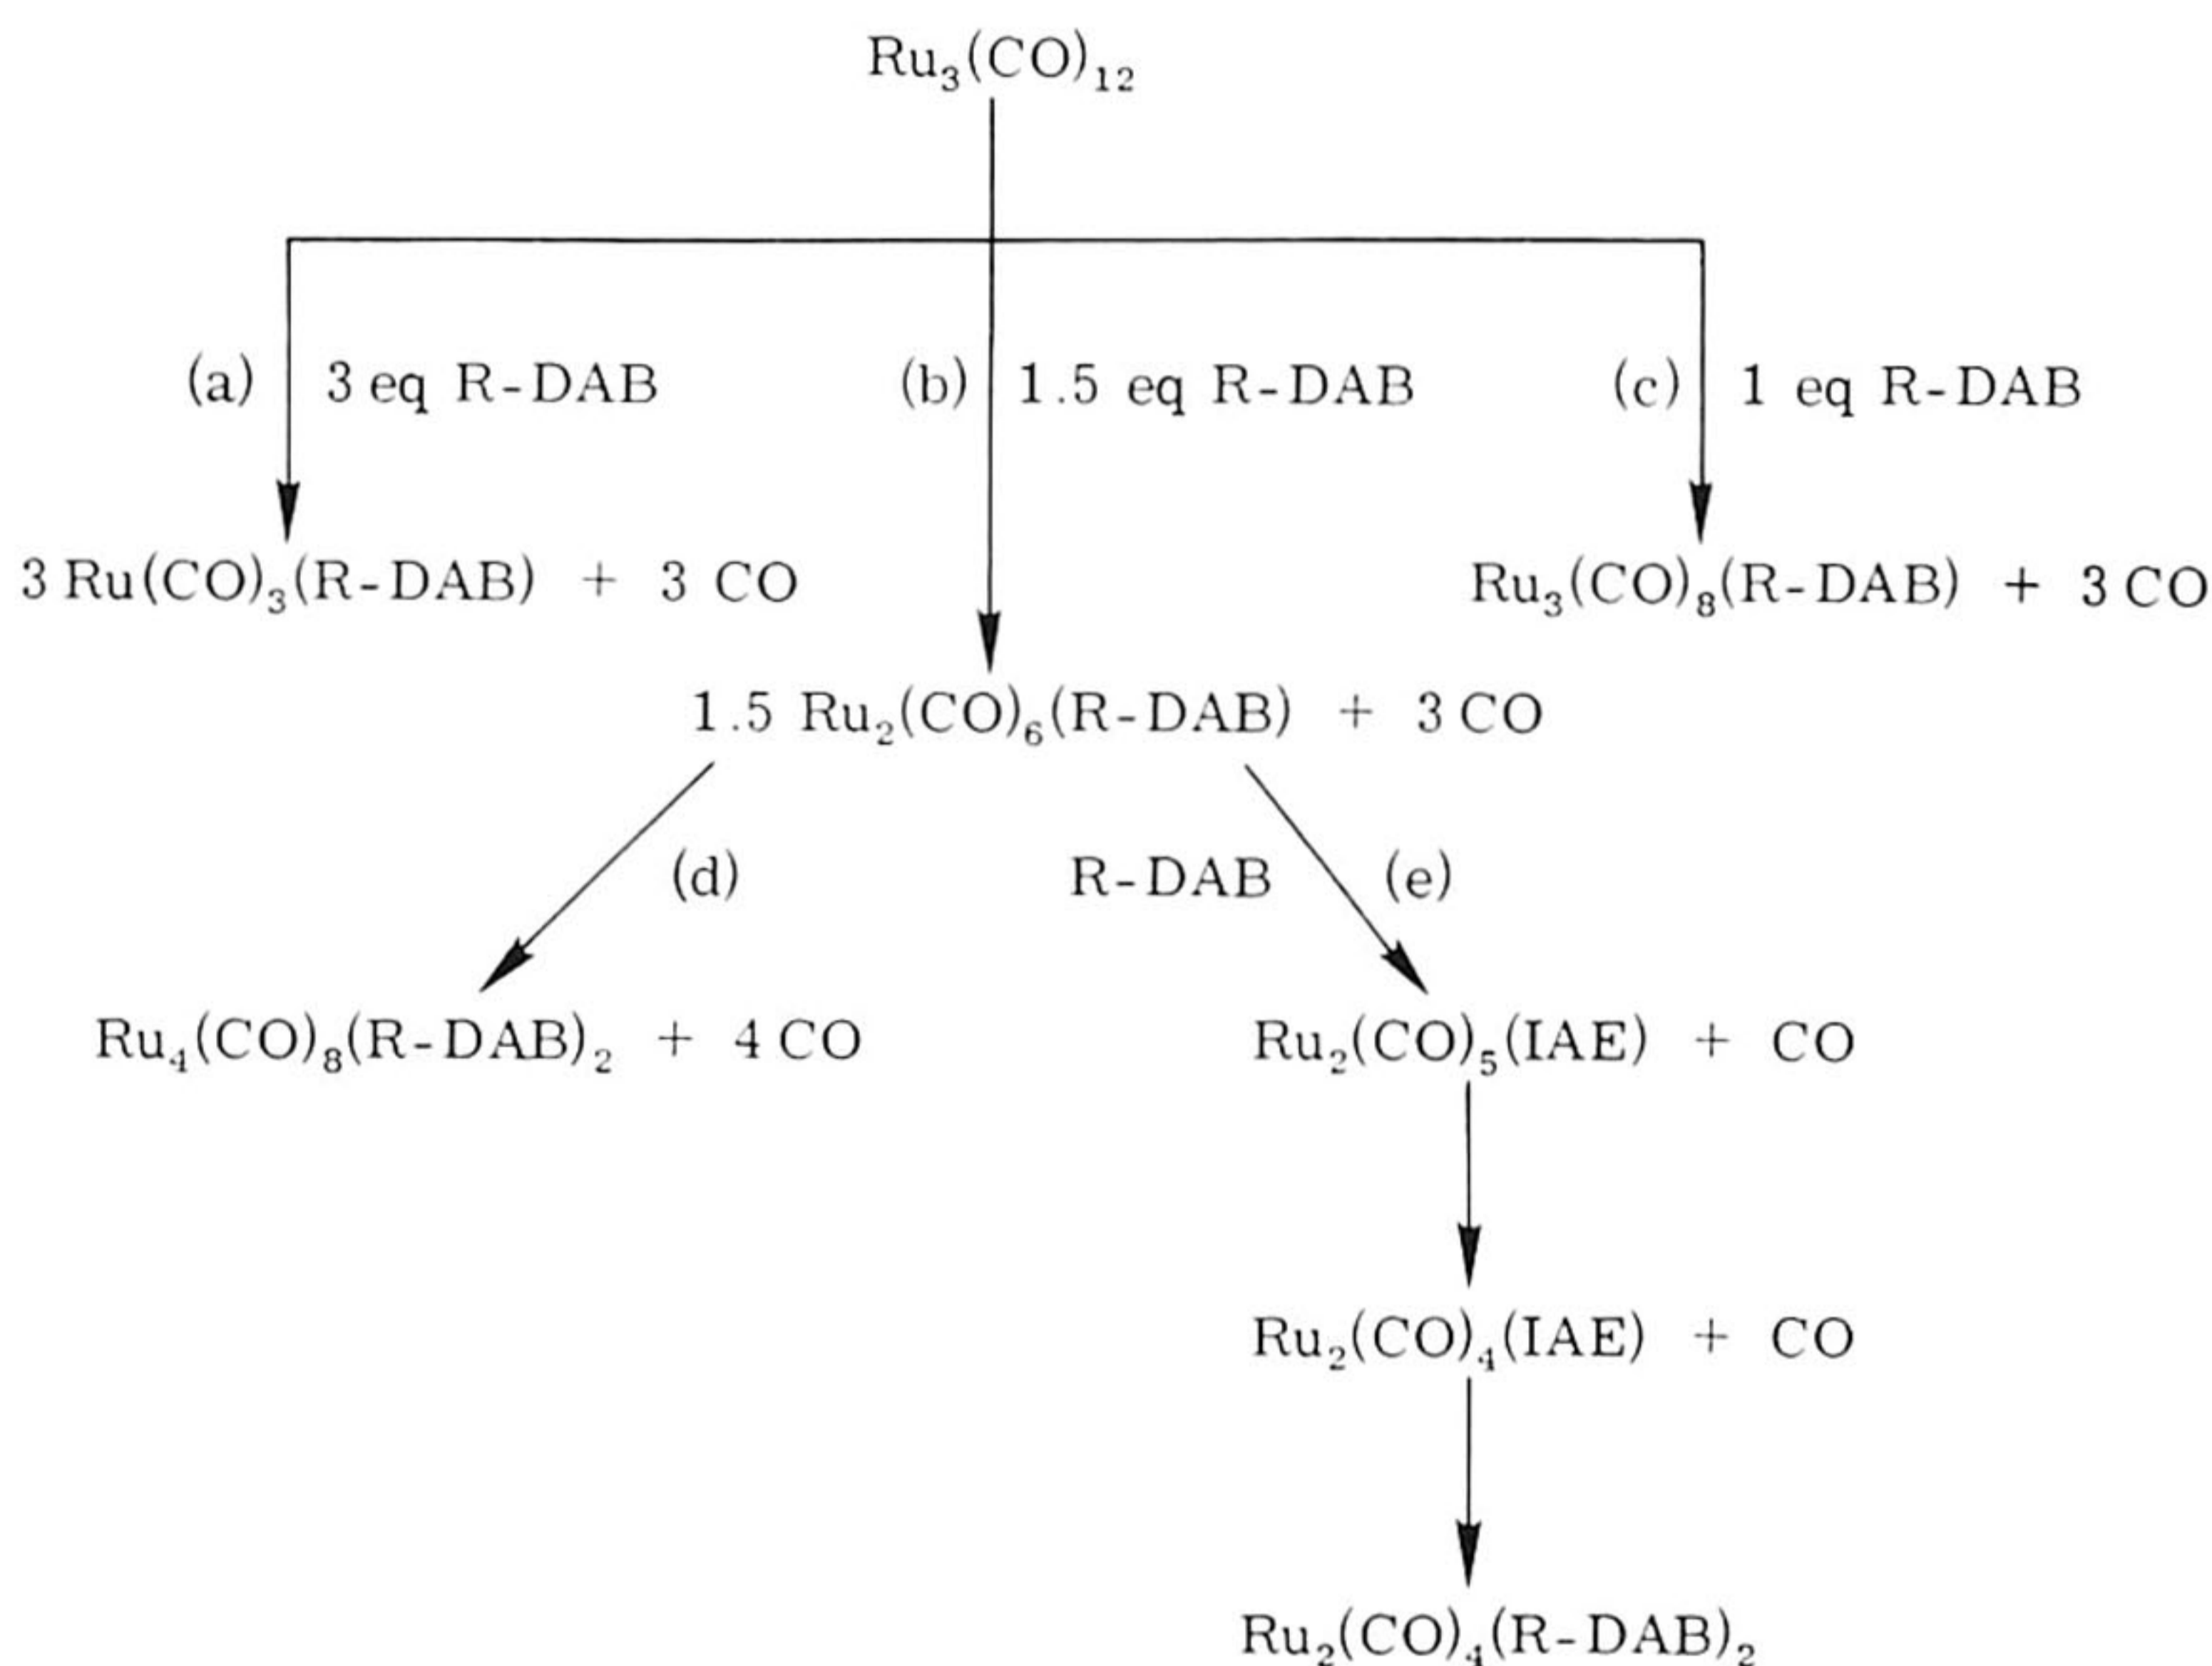 Ru₃(CO)₁₂
(a) 3 eq R-DAB (b) 1.5 eq R-DAB (c) 1 eq R-DAB
3 Ru(CO)₃(R-DAB) + 3 CO Ru₃(CO)₈(R-DAB) + 3 CO
1.5 Ru₂(CO)₆(R-DAB) + 3 CO
(d) R-DAB (e)
Ru₄(CO)₈(R-DAB)₂ + 4 CO Ru₂(CO)₅(IAE) + CO
Ru₂(CO)₄(IAE) + CO
Ru₂(CO)₄(R-DAB)₂